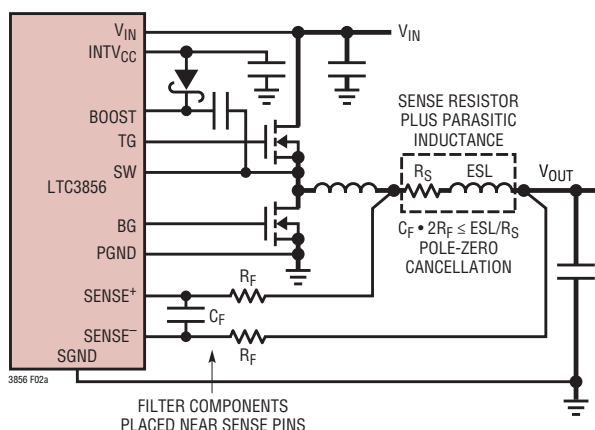 VIN
INTVCC
BOOST
TG
SW
LTC3856
BG
PGND
SENSE+
SENSE−
SGND
VIN
SENSE RESISTOR
PLUS PARASITIC
INDUCTANCE
RS
ESL
VOUT
CF • 2RF ≤ ESL/RS
POLE-ZERO
CANCELLATION
RF
CF
RF
3856 F02a
FILTER COMPONENTS
PLACED NEAR SENSE PINS